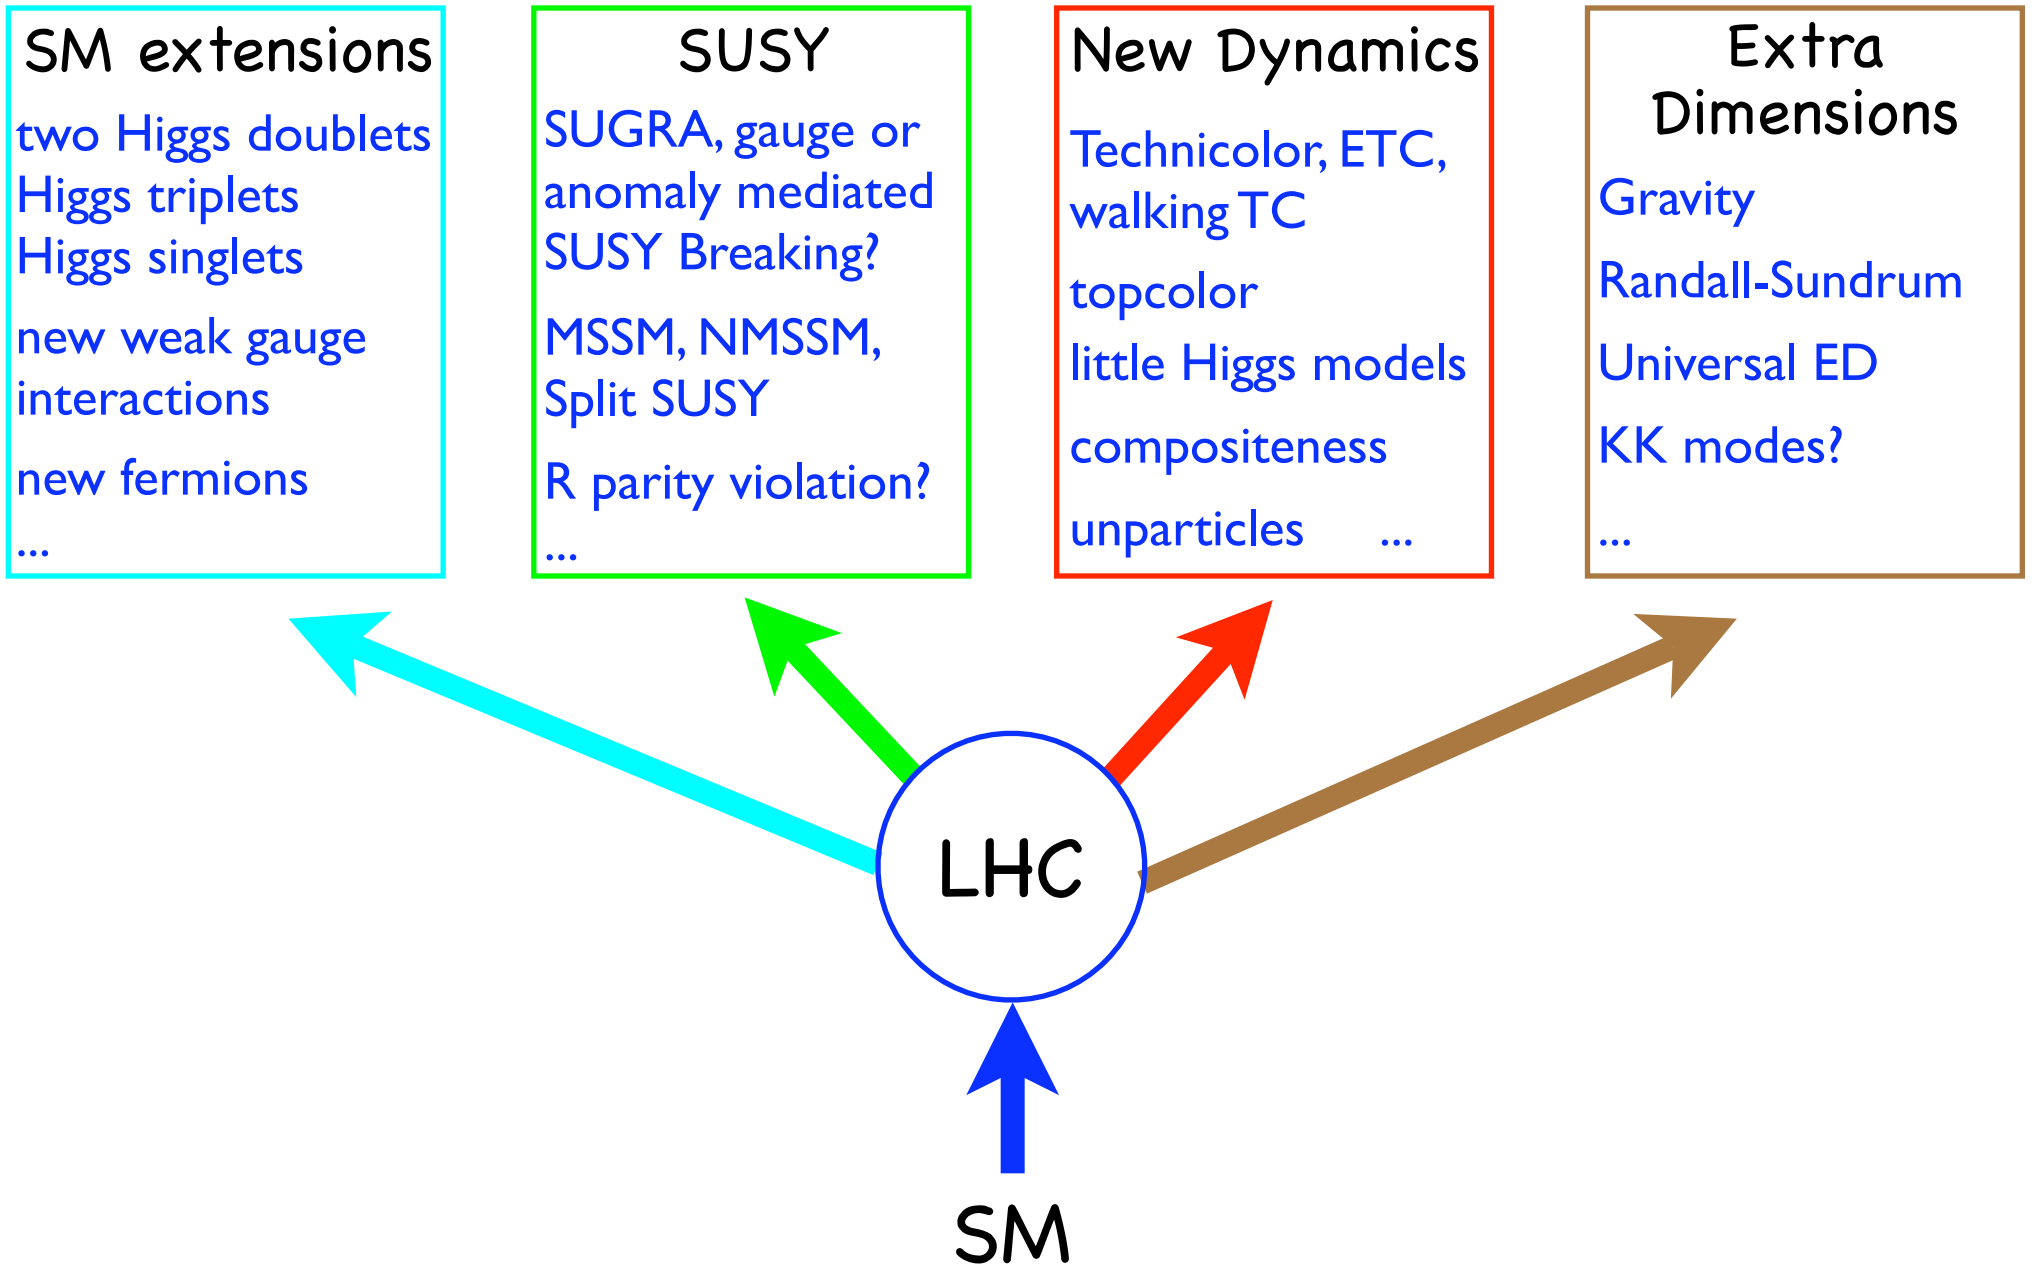 SM extensions
two Higgs doublets
Higgs triplets
Higgs singlets
new weak gauge
interactions
new fermions
...
SUSY
SUGRA, gauge or
anomaly mediated
SUSY Breaking?
MSSM, NMSSM,
Split SUSY
R parity violation?
...
New Dynamics
Technicolor, ETC,
walking TC
topcolor
little Higgs models
compositeness
unparticles ...
Extra
Dimensions
Gravity
Randall-Sundrum
Universal ED
KK modes?
...
LHC
SM